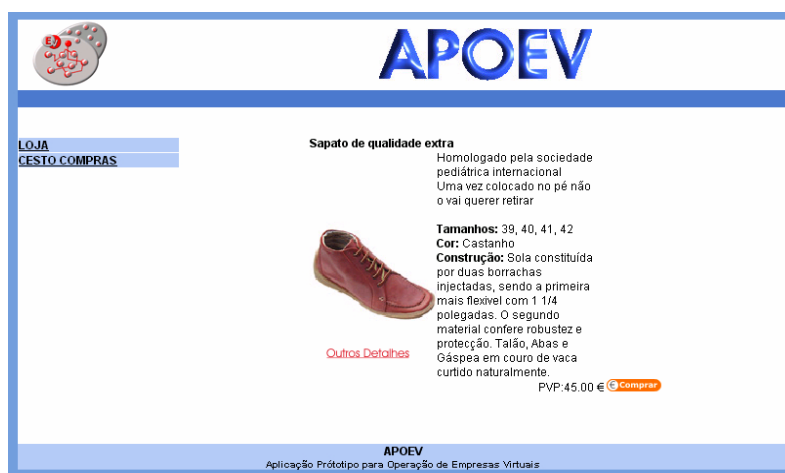 EV
APOEV
LOJA
CESTO COMPRAS
Sapato de qualidade extra
Homologado pela sociedade
pediátrica internacional
Uma vez colocado no pé não
o vai querer retirar
Tamanhos: 39, 40, 41, 42
Cor: Castanho
Construção: Sola constituída
por duas borrachas
injectadas, sendo a primeira
mais flexivel com 1 1/4
polegadas. O segundo
material confere robustez e
protecção. Talão, Abas e
Gáspea em couro de vaca
curtido naturalmente.
Outros Detalhes
PVP:45.00 € Comprar
APOEV
Aplicação Prótotipo para Operação de Empresas Virtuais